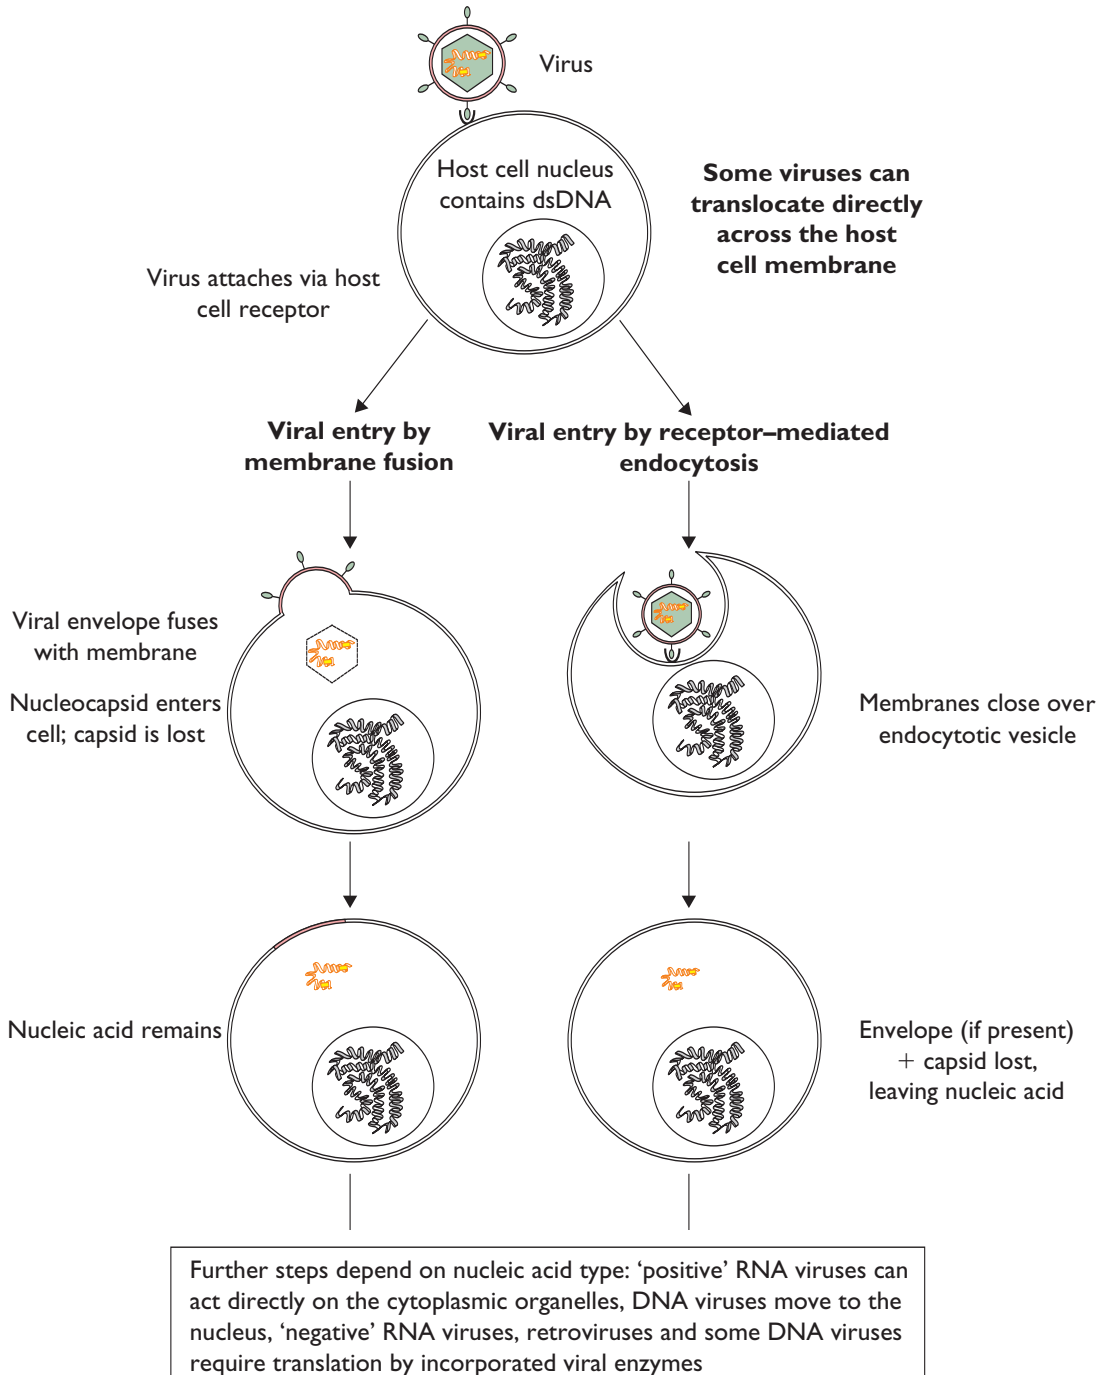 Virus
Host cell nucleus
contains dsDNA
Some viruses can
translocate directly
across the host
cell membrane
Virus attaches via host
cell receptor
Viral entry by
membrane fusion
Viral entry by receptor–mediated
endocytosis
Viral envelope fuses
with membrane
Nucleocapsid enters
cell; capsid is lost
Membranes close over
endocytotic vesicle
Nucleic acid remains
Envelope (if present)
+ capsid lost,
leaving nucleic acid
Further steps depend on nucleic acid type: ‘positive’ RNA viruses can
act directly on the cytoplasmic organelles, DNA viruses move to the
nucleus, ‘negative’ RNA viruses, retroviruses and some DNA viruses
require translation by incorporated viral enzymes